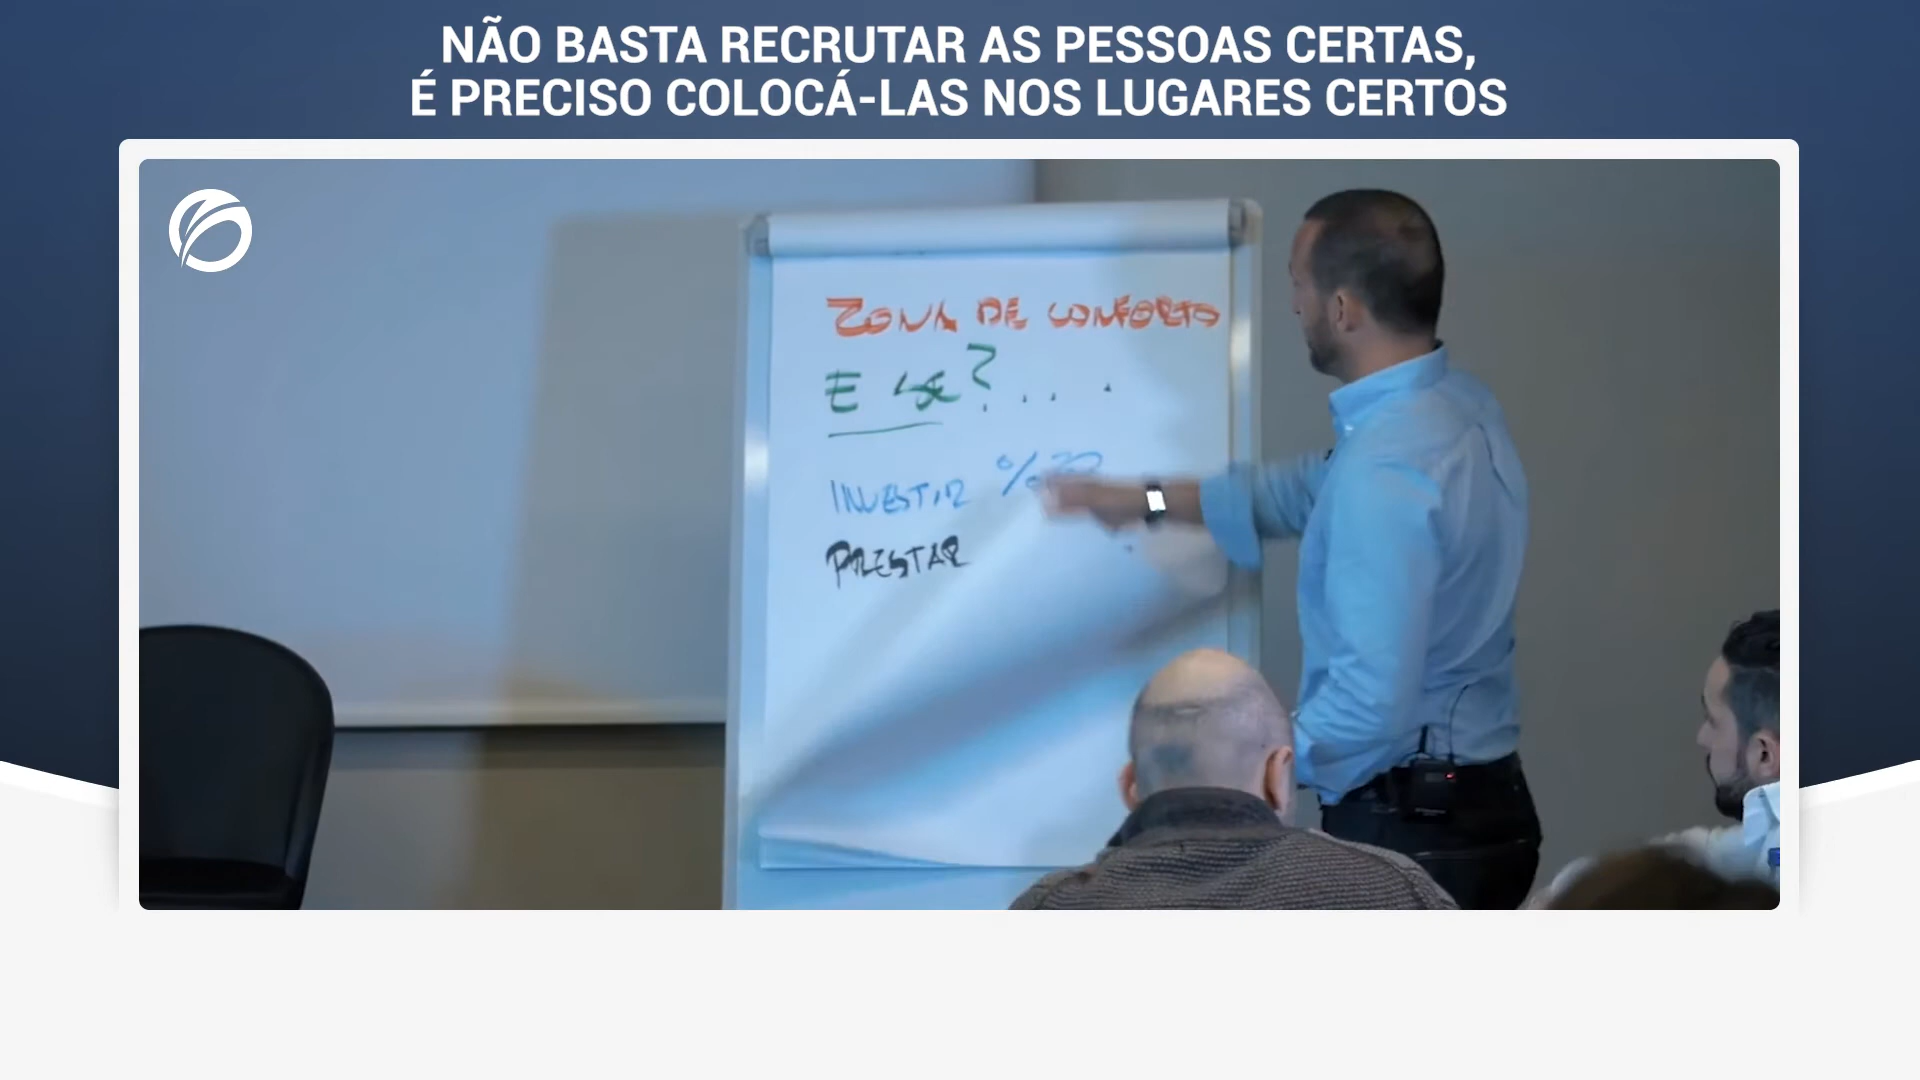 NÃO BASTA RECRUTAR AS PESSOAS CERTAS,
É PRECISO COLOCÁ-LAS NOS LUGARES CERTOS
ZONA DE CONFORTO
E se?....
INVESTIR %
PRESTAR